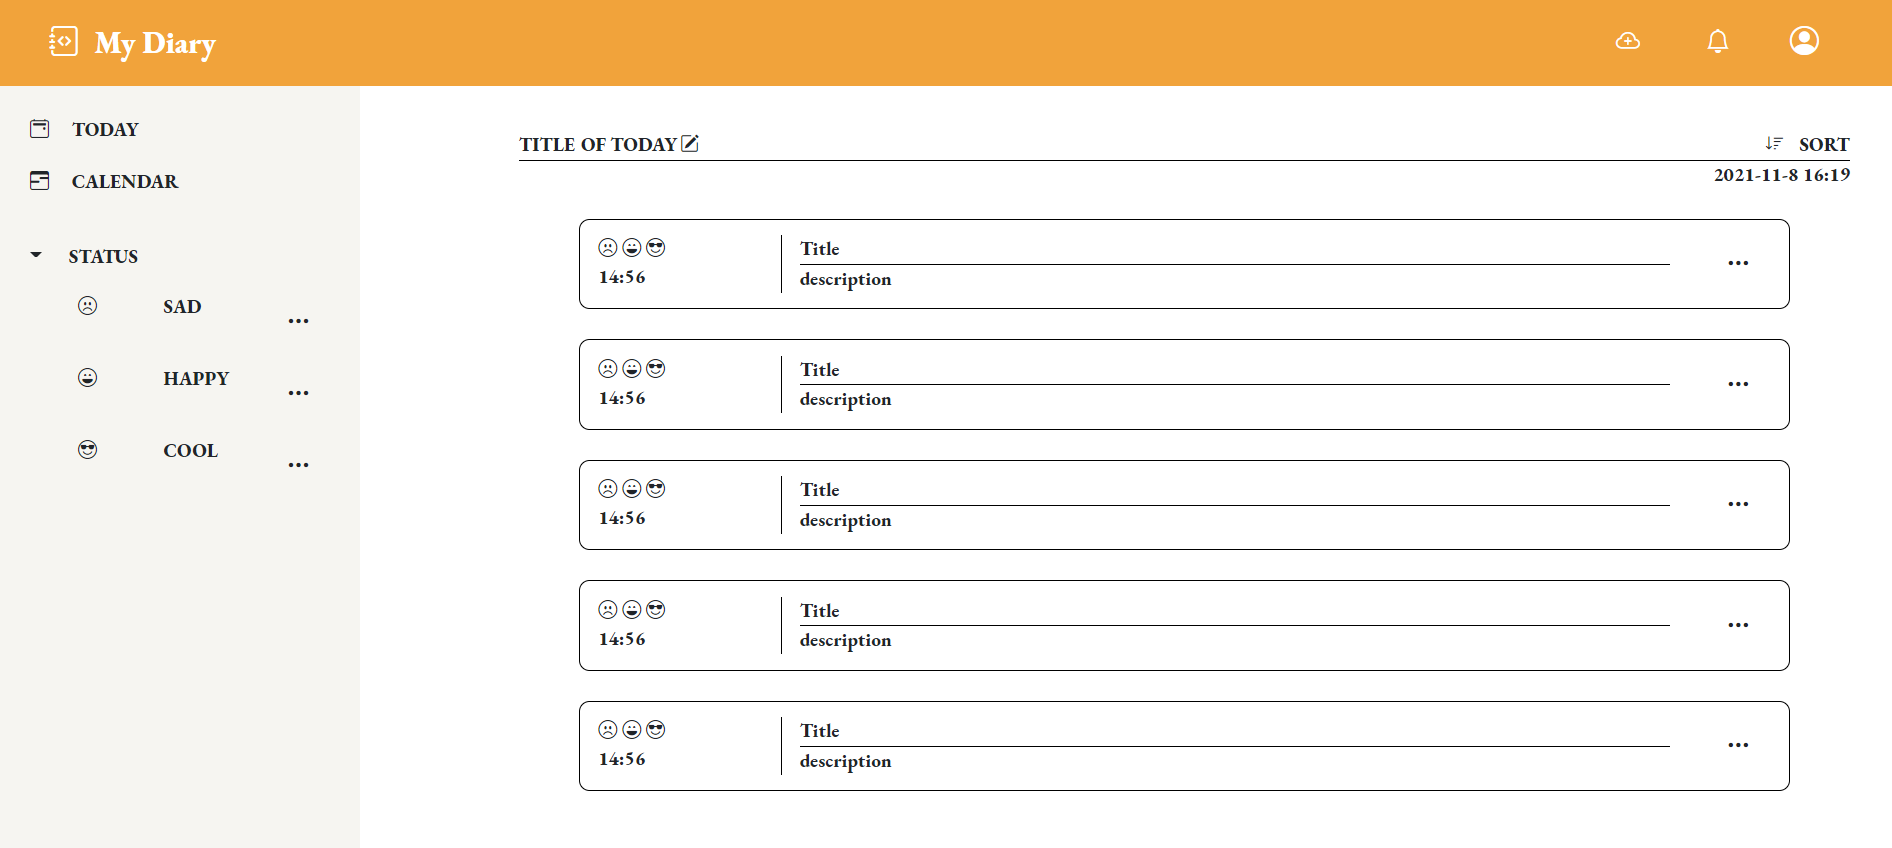 My Diary
TODAY
CALENDAR
STATUS
SAD
HAPPY
COOL
TITLE OF TODAY
SORT
2021-11-8 16:19
Title
14:56
description
Title
14:56
description
Title
14:56
description
Title
14:56
description
Title
14:56
description